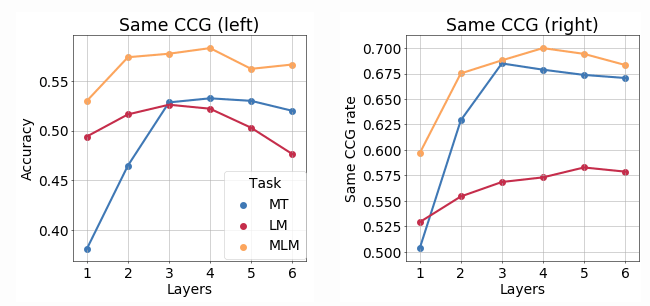 Same CCG (left)
Accuracy
0.55
0.50
0.45
0.40
1 2 3 4 5 6
Layers
Task
MT
LM
MLM
Same CCG (right)
Same CCG rate
0.700
0.675
0.650
0.625
0.600
0.575
0.550
0.525
0.500
1 2 3 4 5 6
Layers